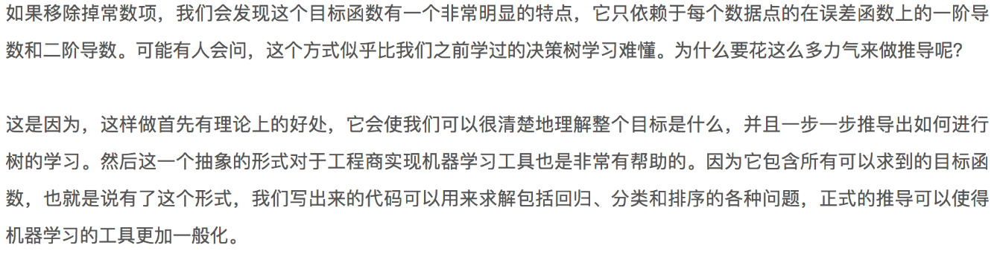 如果移除掉常数项，我们会发现这个目标函数有一个非常明显的特点，它只依赖于每个数据点的在误差函数上的一阶导
数和二阶导数。可能有人会问，这个方式似乎比我们之前学过的决策树学习难懂。为什么要花这么多力气来做推导呢？
这是因为，这样做首先有理论上的好处，它会使我们可以很清楚地理解整个目标是什么，并且一步一步推导出如何进行
树的学习。然后这一个抽象的形式对于工程商实现机器学习工具也是非常有帮助的。因为它包含所有可以求到的目标函
数，也就是说有了这个形式，我们写出来的代码可以用来求解包括回归、分类和排序的各种问题，正式的推导可以使得
机器学习的工具更加一般化。